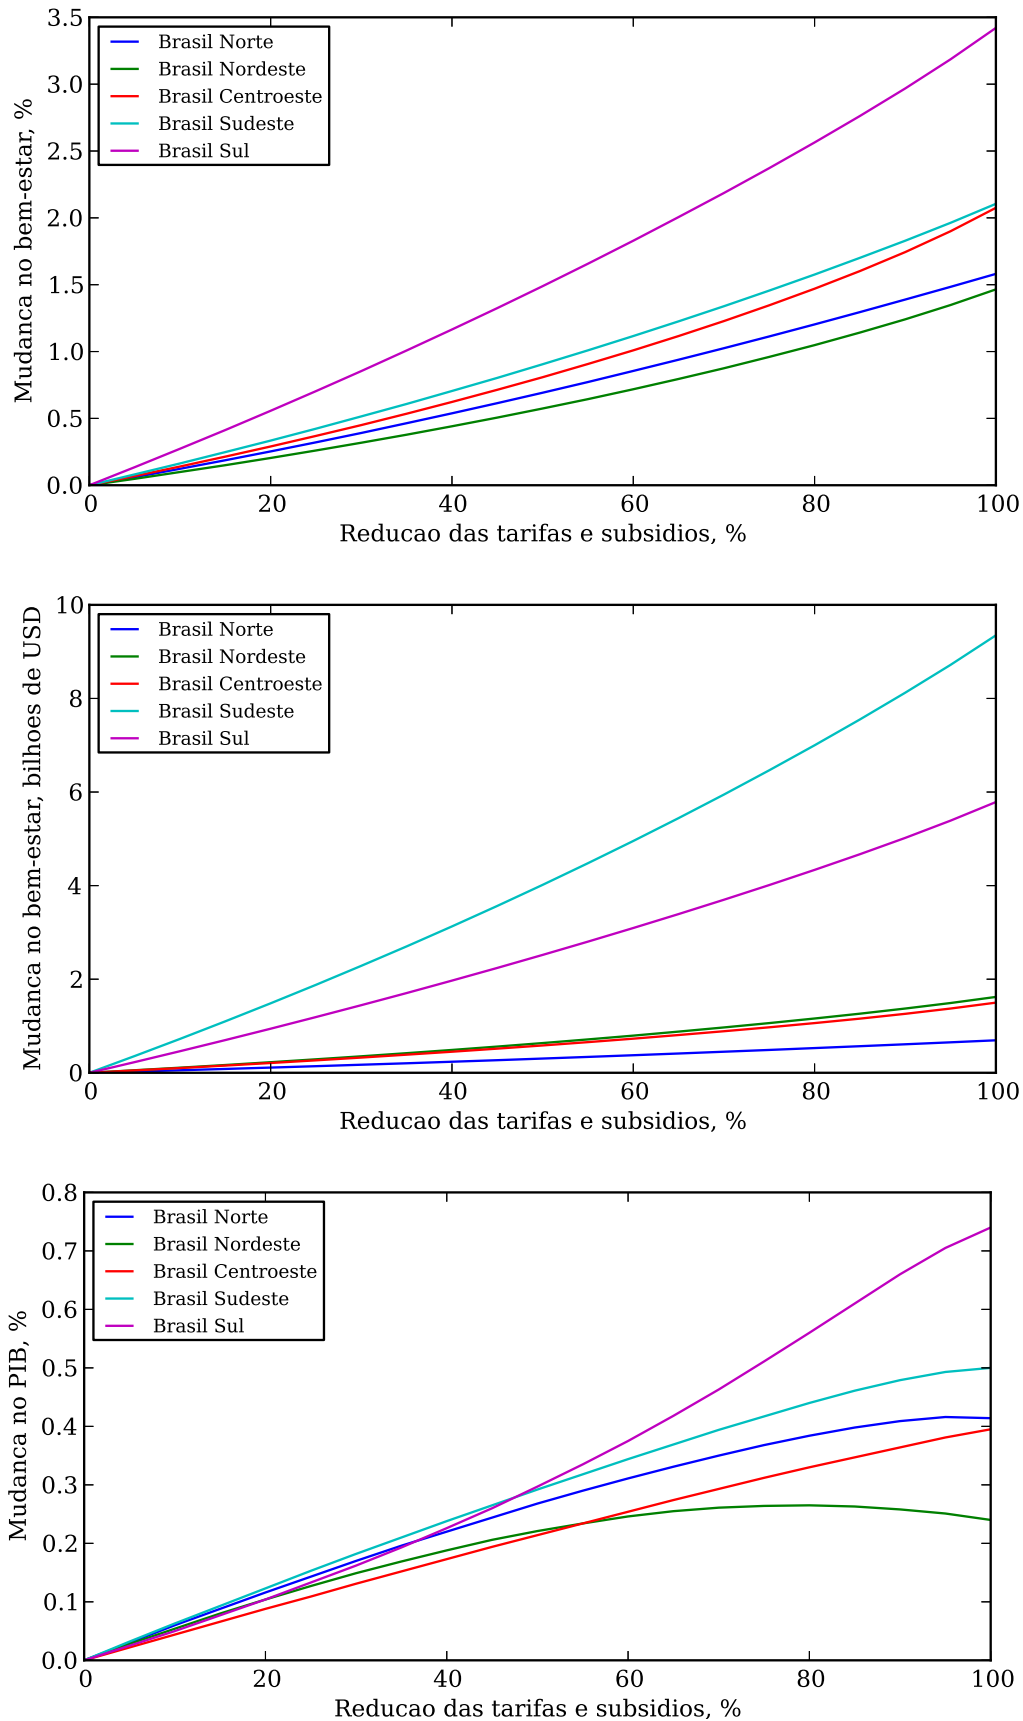 3.5
3.0
2.5
2.0
1.5
1.0
0.5
0.0
Mudanca no bem-estar, %
Brasil Norte
Brasil Nordeste
Brasil Centroeste
Brasil Sudeste
Brasil Sul
0 20 40 60 80 100
Reducao das tarifas e subsidios, %
10
8
6
4
2
0
Mudanca no bem-estar, bilhoes de USD
Brasil Norte
Brasil Nordeste
Brasil Centroeste
Brasil Sudeste
Brasil Sul
0 20 40 60 80 100
Reducao das tarifas e subsidios, %
0.8
0.7
0.6
0.5
0.4
0.3
0.2
0.1
0.0
Mudanca no PIB, %
Brasil Norte
Brasil Nordeste
Brasil Centroeste
Brasil Sudeste
Brasil Sul
0 20 40 60 80 100
Reducao das tarifas e subsidios, %